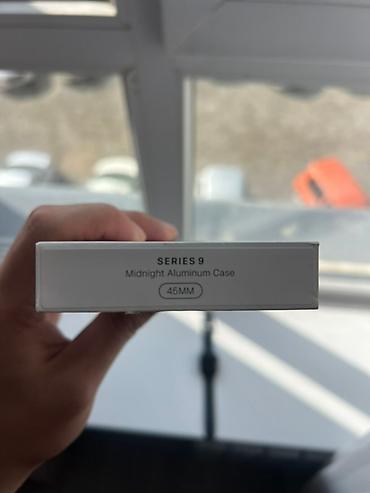 SERIES 9
Midnight Aluminum Case
45MM